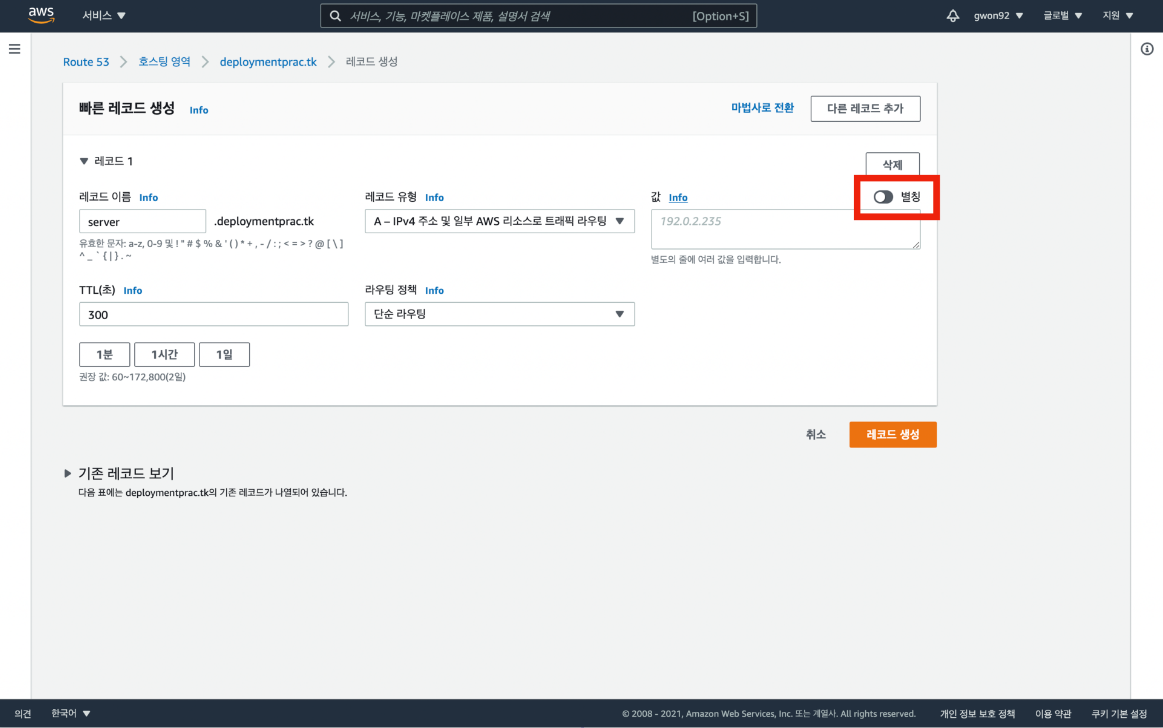 aws
서비스 ▼
서비스, 기능, 마켓플레이스 제품, 설명서 검색 [Option+S]
gwon92 ▼
글로벌 ▼
지원 ▼
Route 53 > 호스팅 영역 > deploymentprac.tk > 레코드 생성
빠른 레코드 생성 Info
마법사로 전환
다른 레코드 추가
▼ 레코드 1
삭제
레코드 이름 Info
server .deploymentprac.tk
유효한 문자: a-z, 0-9 및 ! " # $ % & ' ( ) * + , - / : ; < = > ? @ [ \ ]
^ _ ` { | } . ~
레코드 유형 Info
A – IPv4 주소 및 일부 AWS 리소스로 트래픽 라우팅 ▼
값 Info
별칭
192.0.2.235
별도의 줄에 여러 값을 입력합니다.
TTL(초) Info
300
1분 1시간 1일
권장 값: 60~172,800(2일)
라우팅 정책 Info
단순 라우팅 ▼
취소
레코드 생성
▶ 기존 레코드 보기
다음 표에는 deploymentprac.tk의 기존 레코드가 나열되어 있습니다.
의견
한국어 ▼
© 2008 - 2021, Amazon Web Services, Inc. 또는 계열사. All rights reserved.
개인 정보 보호 정책
이용 약관
쿠키 기본 설정